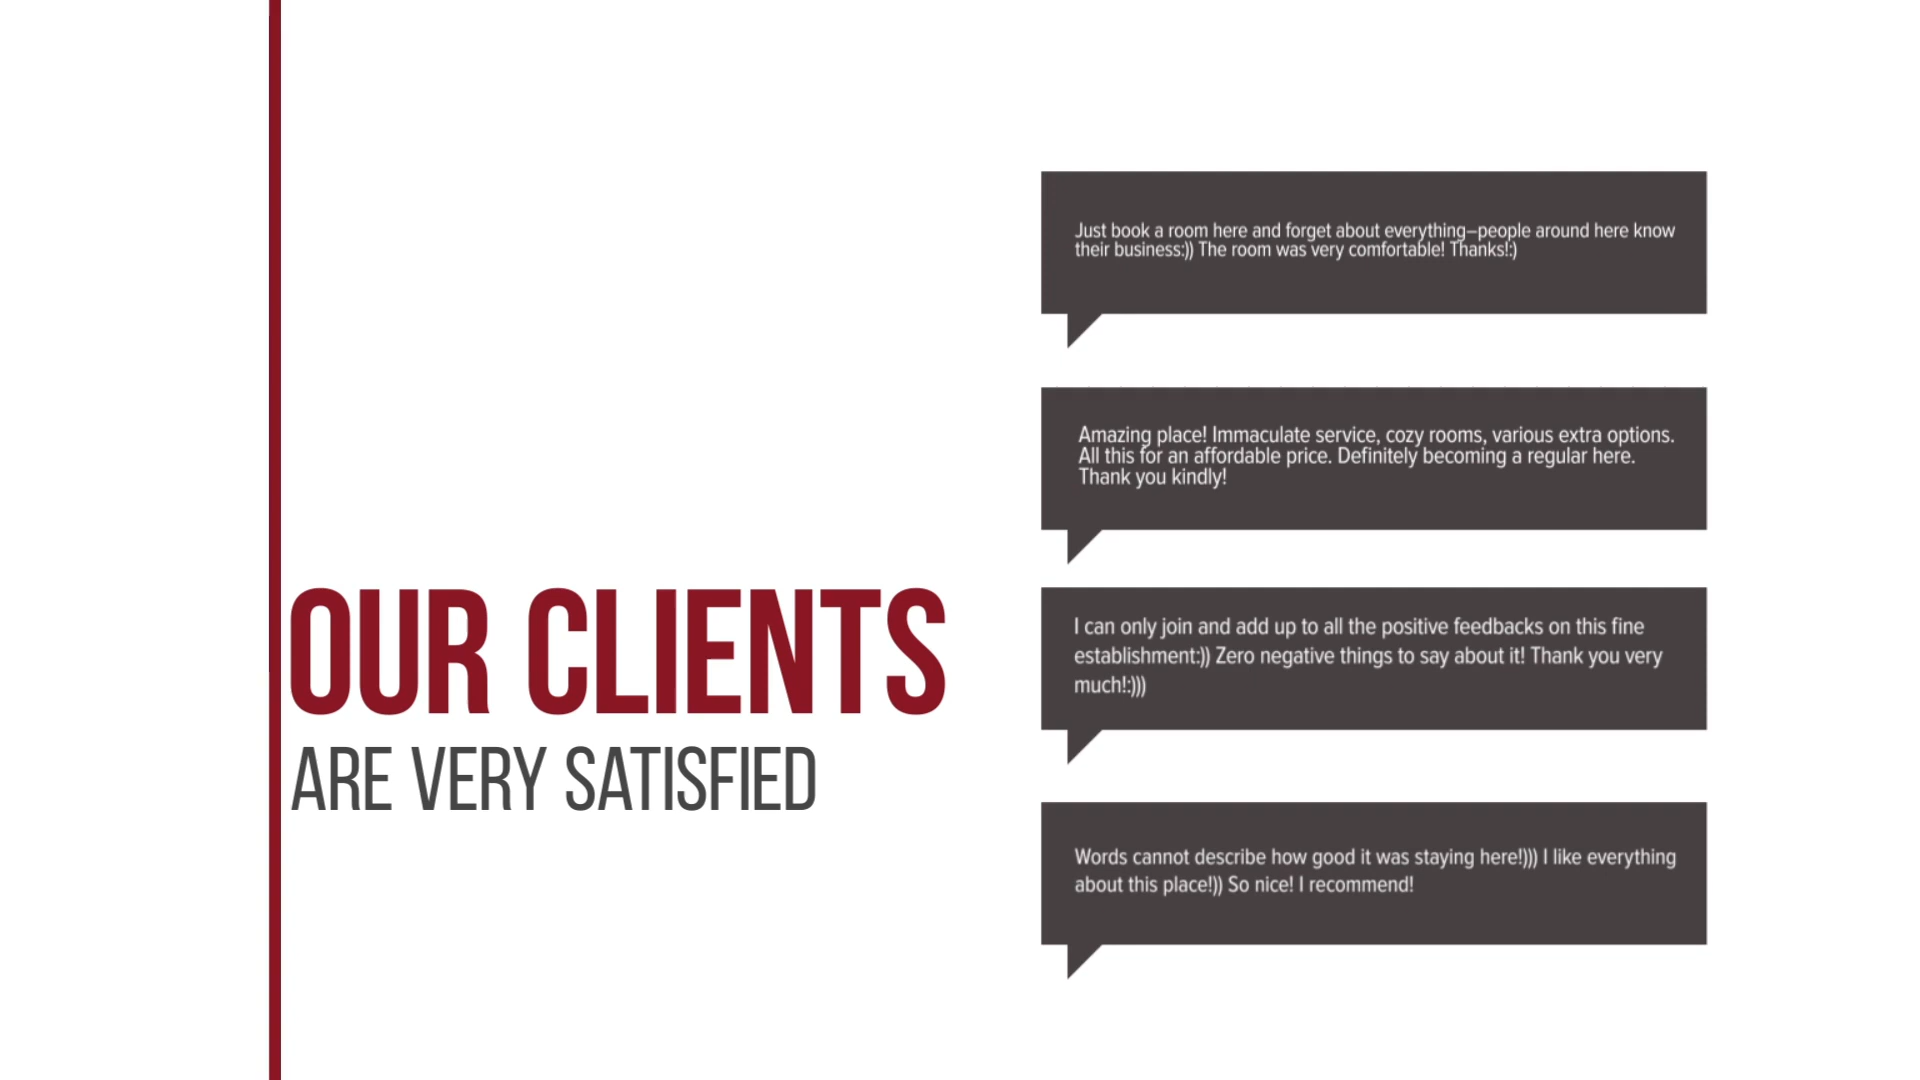 OUR CLIENTS
ARE VERY SATISFIED
Just book a room here and forget about everything–people around here know
their business:)) The room was very comfortable! Thanks!:)
Amazing place! Immaculate service, cozy rooms, various extra options.
All this for an affordable price. Definitely becoming a regular here.
Thank you kindly!
I can only join and add up to all the positive feedbacks on this fine
establishment:)) Zero negative things to say about it! Thank you very
much!:)))
Words cannot describe how good it was staying here!))) I like everything
about this place!)) So nice! I recommend!